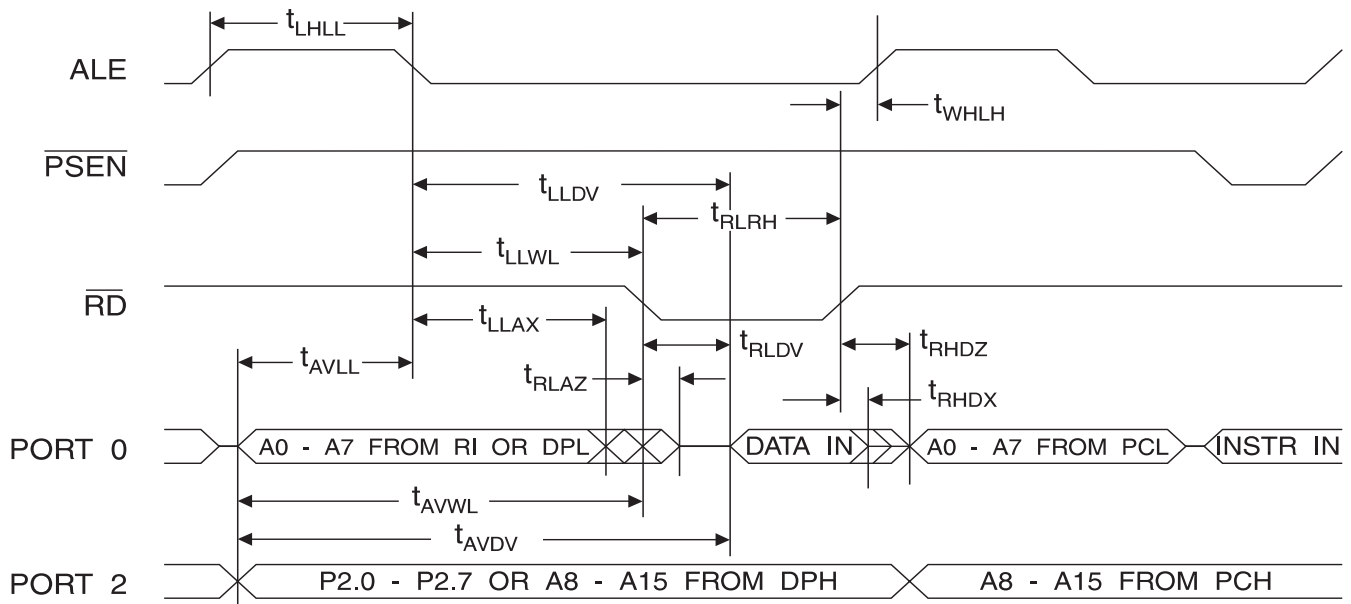 tLHLL
ALE
tWHLH
PSEN
tLLDV
tRLRH
tLLWL
RD
tLLAX
tRLDV
tRHDZ
tAVLL
tRLAZ
tRHDX
PORT 0
A0 - A7 FROM RI OR DPL
DATA IN
A0 - A7 FROM PCL
INSTR IN
tAVWL
tAVDV
PORT 2
P2.0 - P2.7 OR A8 - A15 FROM DPH
A8 - A15 FROM PCH